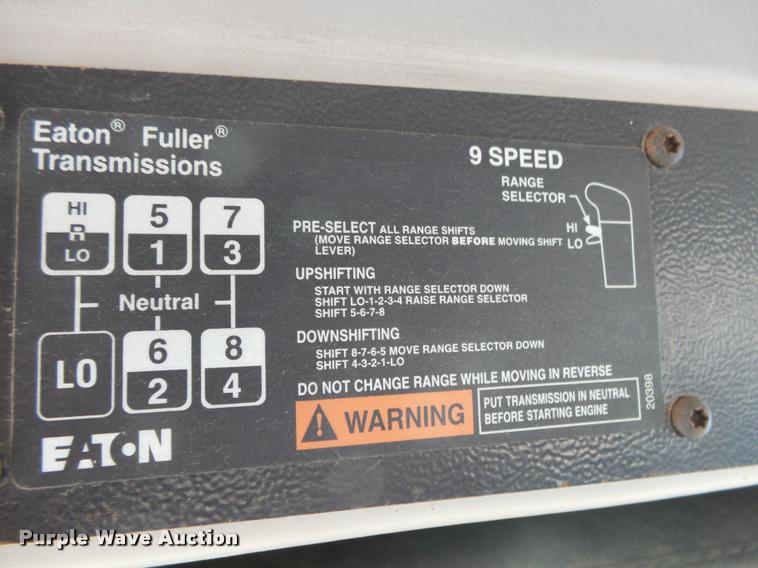 Eaton® Fuller®
Transmissions
9 SPEED
RANGE
SELECTOR
HI
LO
HI
R
LO
5
1
7
3
Neutral
LO
6
2
8
4
PRE-SELECT ALL RANGE SHIFTS
(MOVE RANGE SELECTOR BEFORE MOVING SHIFT
LEVER)
UPSHIFTING
START WITH RANGE SELECTOR DOWN
SHIFT LO-1-2-3-4 RAISE RANGE SELECTOR
SHIFT 5-6-7-8
DOWNSHIFTING
SHIFT 8-7-6-5 MOVE RANGE SELECTOR DOWN
SHIFT 4-3-2-1-LO
DO NOT CHANGE RANGE WHILE MOVING IN REVERSE
WARNING
PUT TRANSMISSION IN NEUTRAL
BEFORE STARTING ENGINE
20398
EATON
Purple Wave Auction
Purple Wave Auction